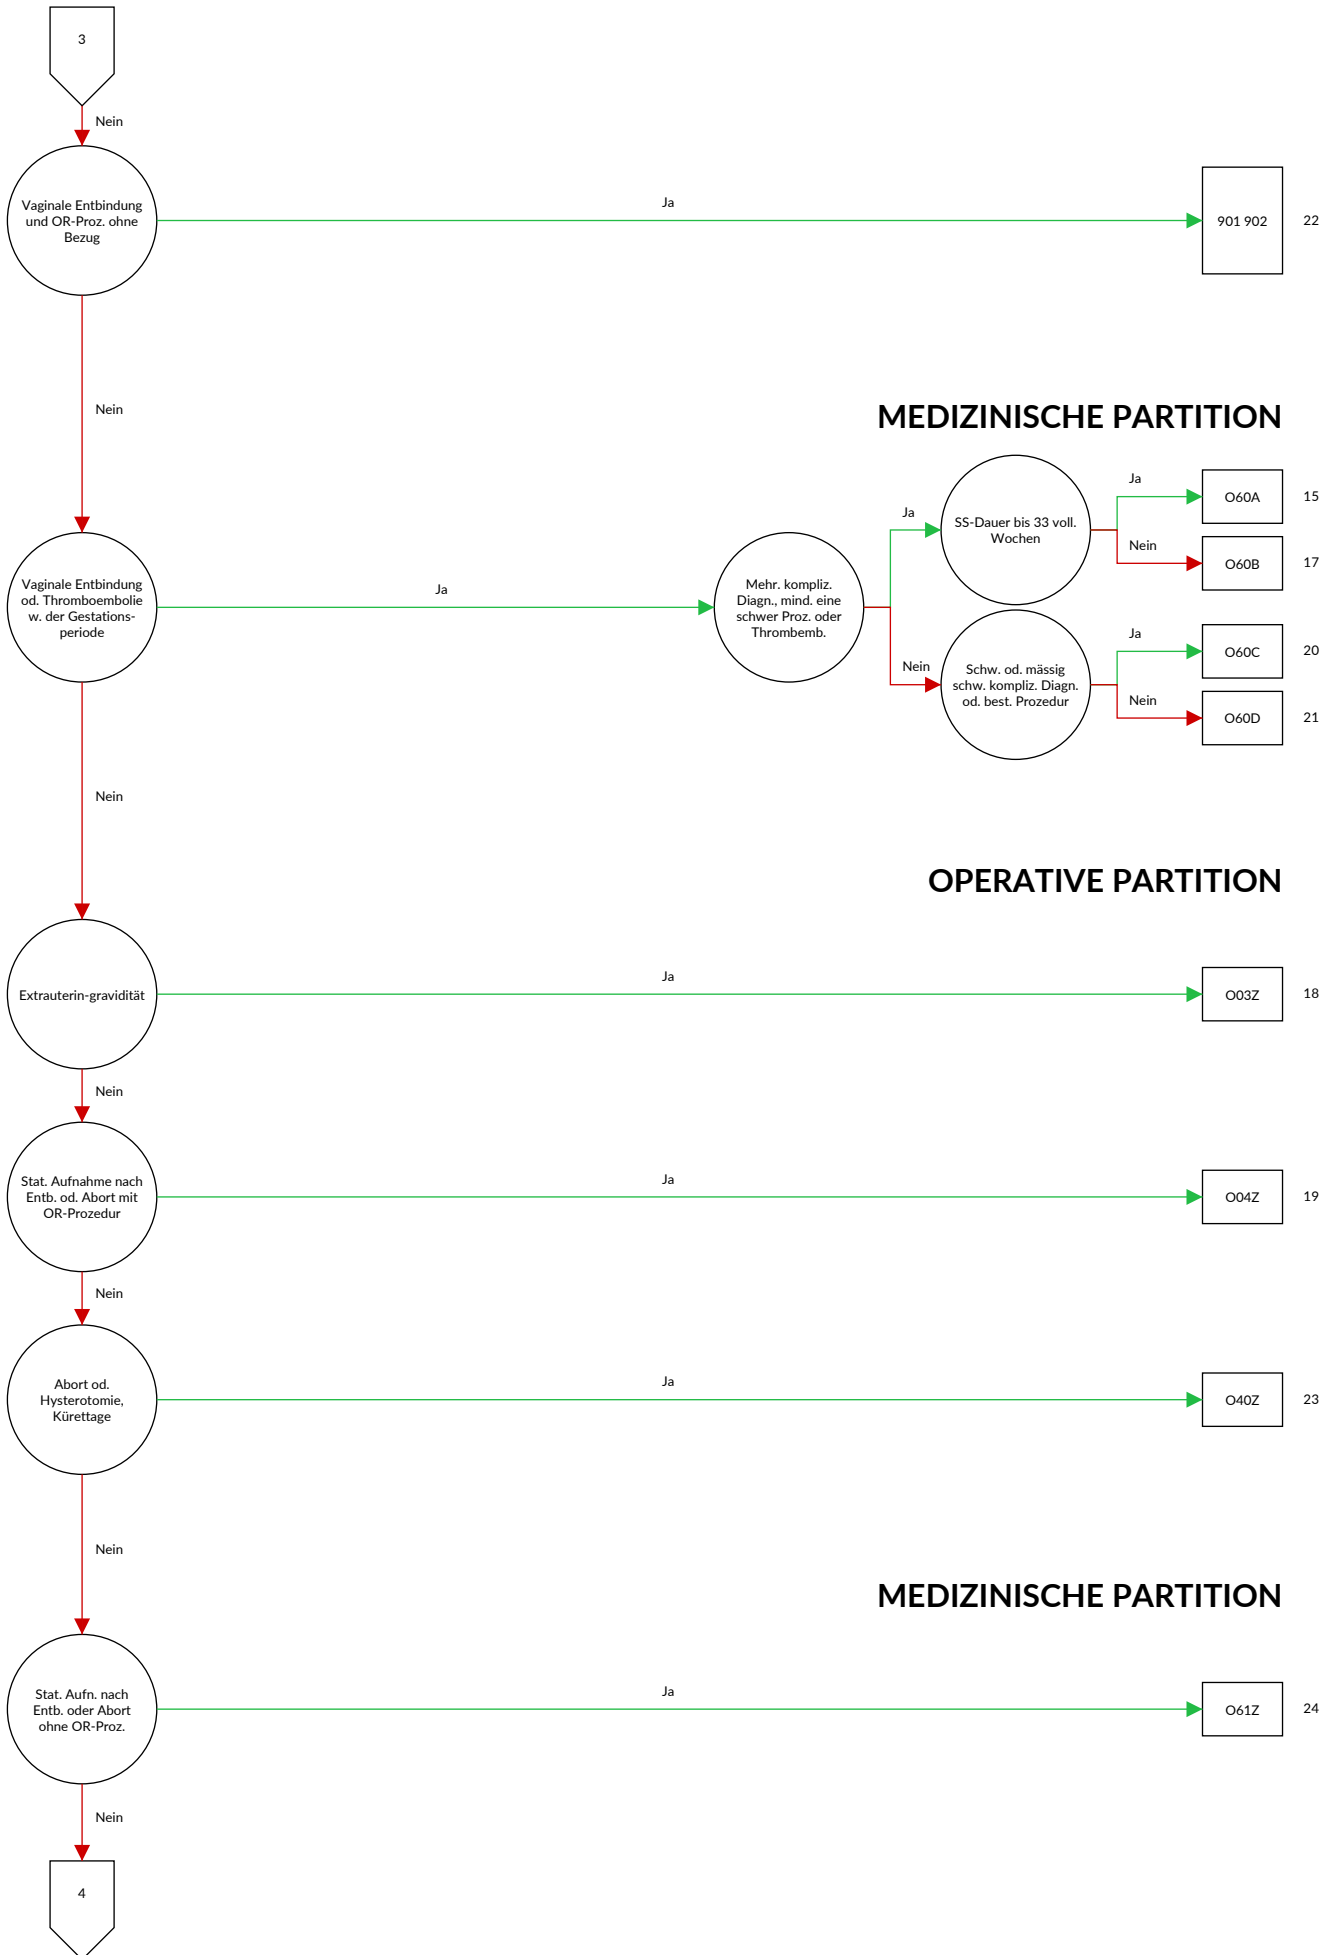 3
Nein
Vaginale Entbindung
und OR-Proz. ohne
Bezug
Ja
901 902
22
Nein
MEDIZINISCHE PARTITION
Vaginale Entbindung
od. Thromboembolie
w. der Gestations-
periode
Ja
Mehr. kompliz.
Diagn., mind. eine
schwer Proz. oder
Thrombemb.
Ja
SS-Dauer bis 33 voll.
Wochen
Ja
O60A
15
Nein
O60B
17
Nein
Schw. od. mässig
schw. kompliz. Diagn.
od. best. Prozedur
Ja
O60C
20
Nein
O60D
21
Nein
OPERATIVE PARTITION
Extrauterin-gravidität
Ja
O03Z
18
Nein
Stat. Aufnahme nach
Entb. od. Abort mit
OR-Prozedur
Ja
O04Z
19
Nein
Abort od.
Hysterotomie,
Kürettage
Ja
O40Z
23
Nein
MEDIZINISCHE PARTITION
Stat. Aufn. nach
Entb. oder Abort
ohne OR-Proz.
Ja
O61Z
24
Nein
4